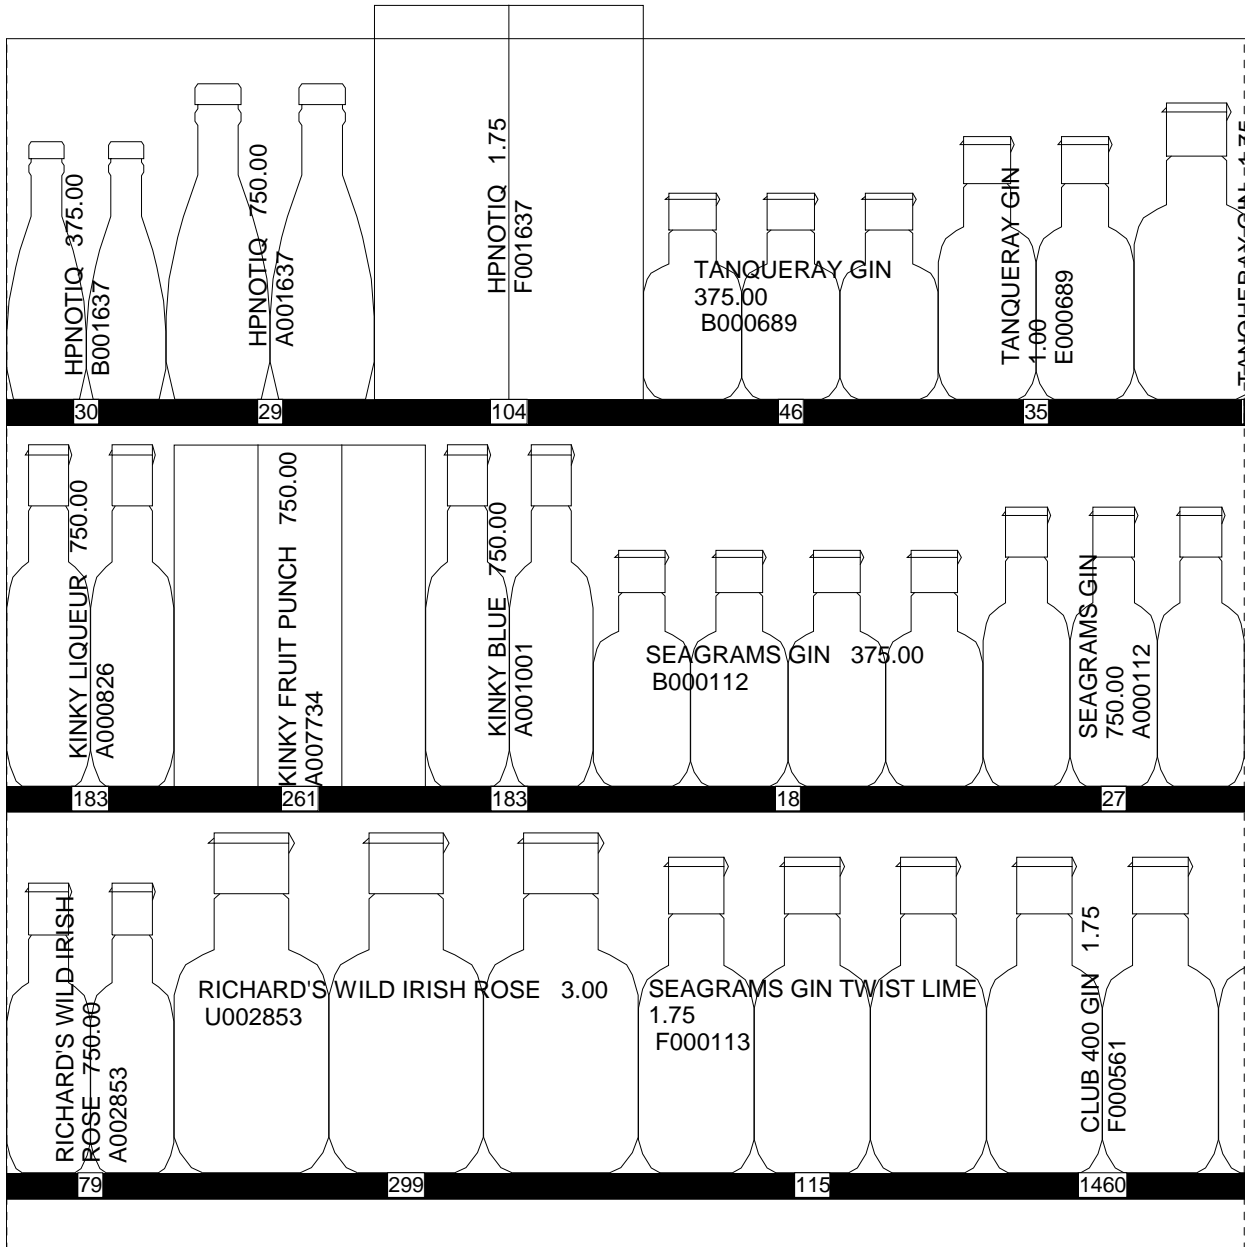 HPNOTIQ 375.00
B001637
HPNOTIQ 750.00
A001637
HPNOTIQ 1.75
F001637
TANQUERAY GIN
375.00
B000689
TANQUERAY GIN
1.00
E000689
TANQUERAY GIN 1.75
30
29
104
46
35
KINKY LIQUEUR 750.00
A000826
KINKY FRUIT PUNCH 750.00
A007734
KINKY BLUE 750.00
A001001
SEAGRAMS GIN 375.00
B000112
SEAGRAMS GIN
750.00
A000112
183
261
183
18
27
RICHARD'S WILD IRISH
ROSE 750.00
A002853
RICHARD'S WILD IRISH ROSE 3.00
U002853
SEAGRAMS GIN TWIST LIME
1.75
F000113
CLUB 400 GIN 1.75
F000561
79
299
115
1460